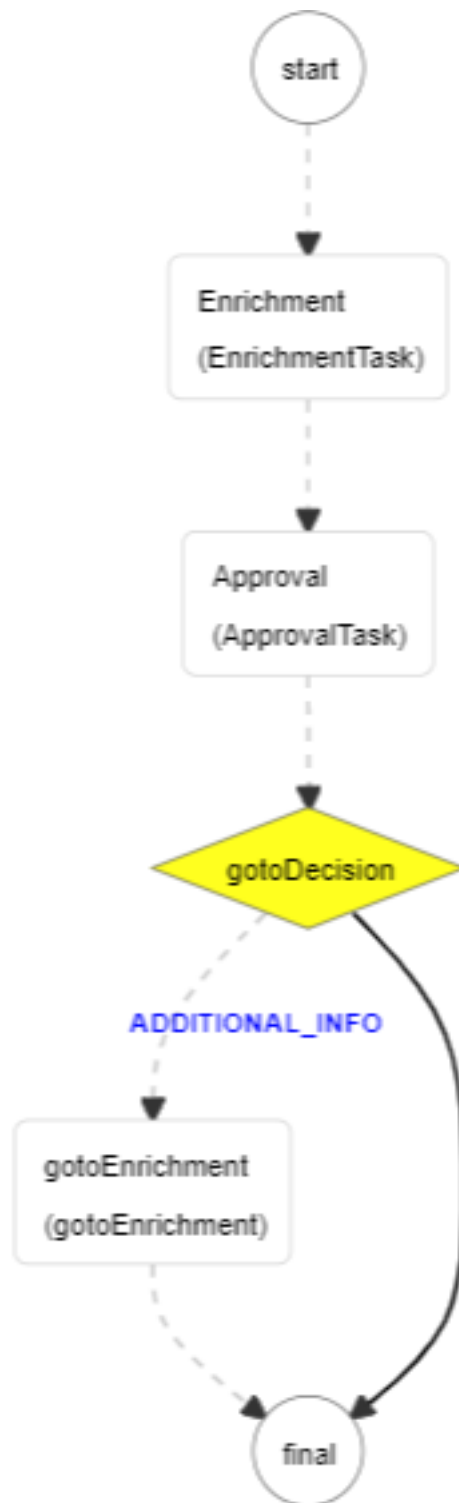 start
Enrichment
(EnrichmentTask)
Approval
(ApprovalTask)
gotoDecision
ADDITIONAL_INFO
gotoEnrichment
(gotoEnrichment)
final